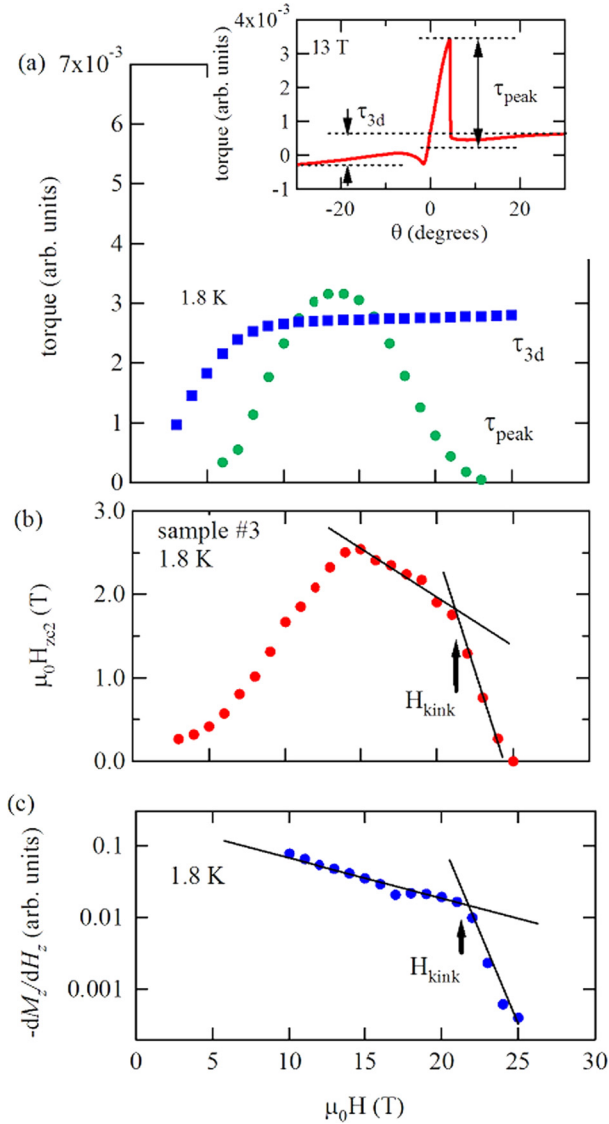 (a)
7x10⁻³
6
5
4
3
2
1
0
torque (arb. units)
1.8 K
τ3d
τpeak
4x10⁻³
3
2
1
0
-1
torque (arb. units)
13 T
τ3d
τpeak
-20
0
20
θ (degrees)
(b)
3.0
2.0
1.0
0.0
μ₀Hzc2 (T)
sample #3
1.8 K
Hkink
(c)
0.1
0.01
0.001
-dMz/dHz (arb. units)
1.8 K
Hkink
0
5
10
15
20
25
30
μ₀H (T)